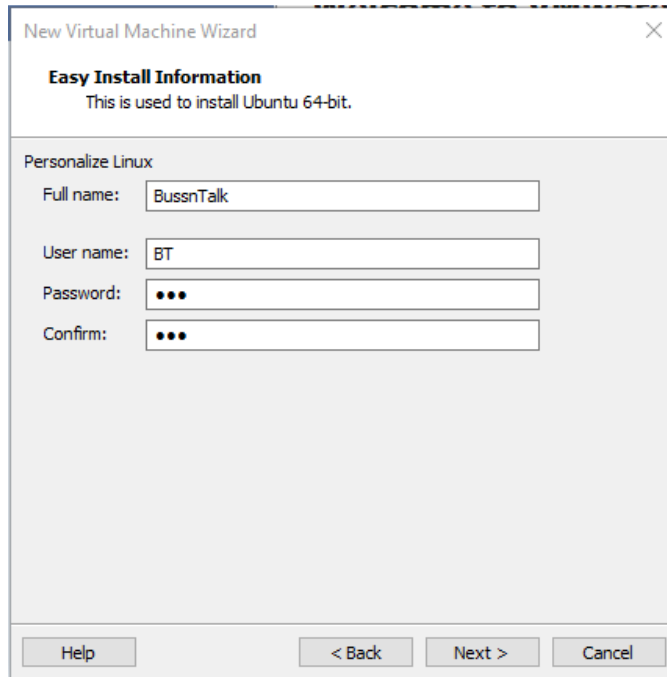 New Virtual Machine Wizard
Easy Install Information
This is used to install Ubuntu 64-bit.
Personalize Linux
Full name: BussnTalk
User name: BT
Password: •••
Confirm: •••
Help < Back Next > Cancel